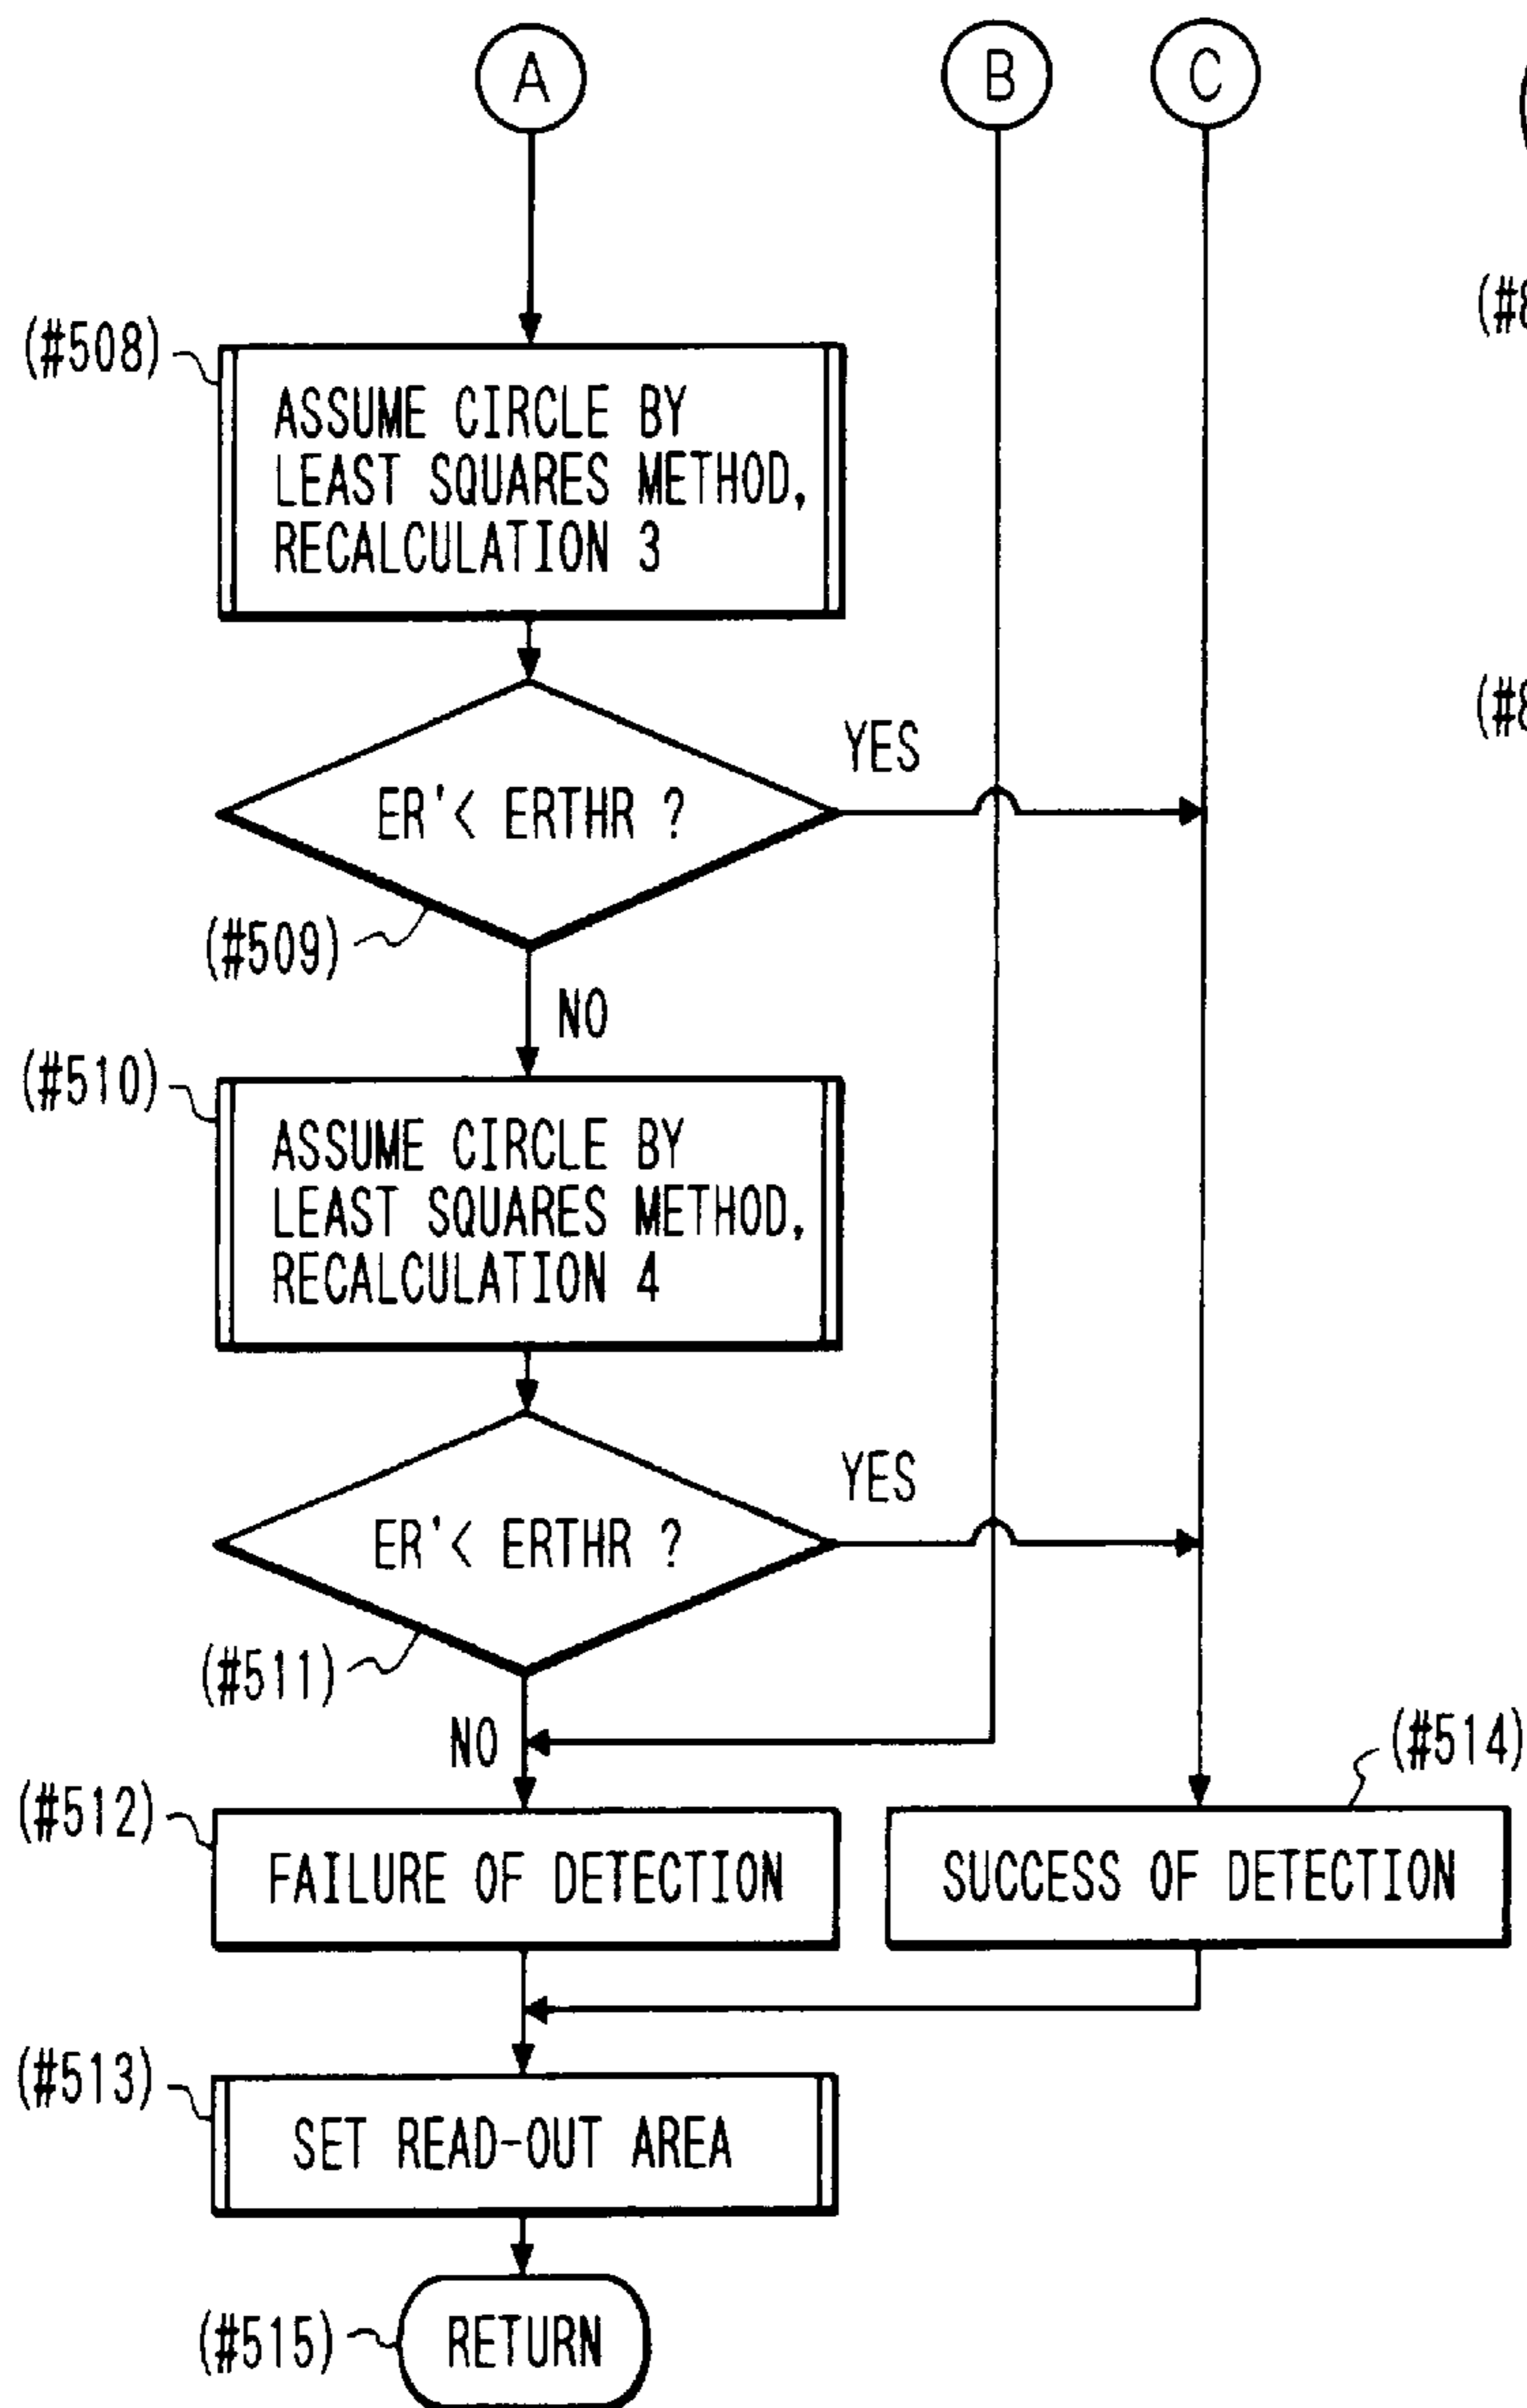 A
B
C
(#508)
ASSUME CIRCLE BY
LEAST SQUARES METHOD,
RECALCULATION 3
YES
ER'< ERTHR ?
(#509)
NO
(#510)
ASSUME CIRCLE BY
LEAST SQUARES METHOD,
RECALCULATION 4
YES
ER'< ERTHR ?
(#511)
NO
(#514)
(#512)
FAILURE OF DETECTION
SUCCESS OF DETECTION
(#513)
SET READ-OUT AREA
(#515)
RETURN